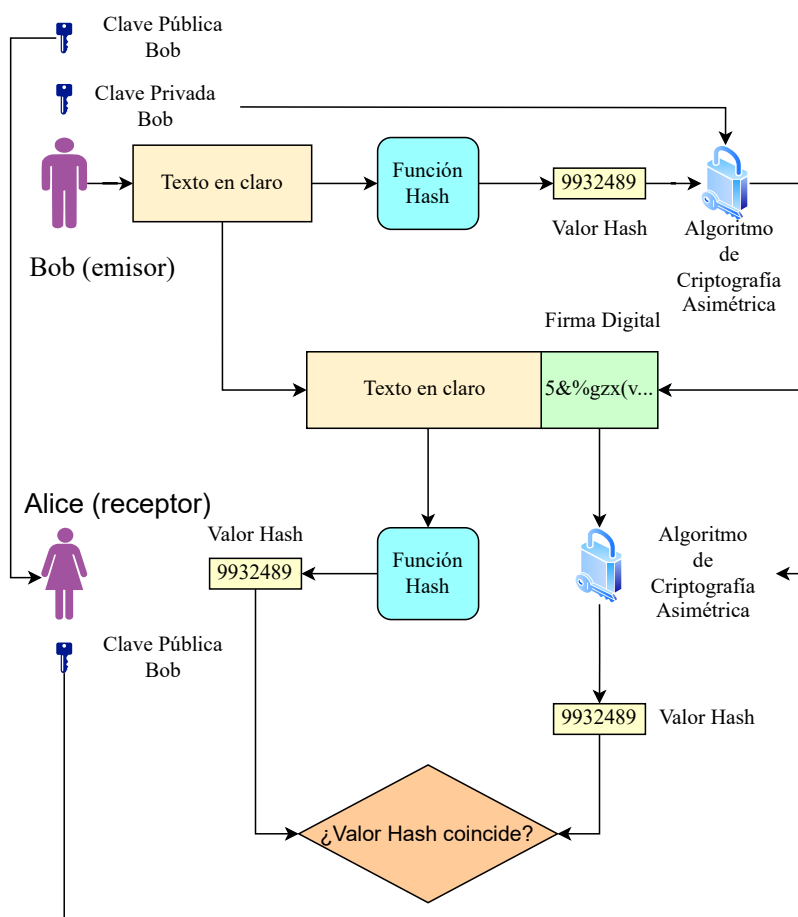 Clave Pública
Bob
Clave Privada
Bob
Texto en claro
Función
Hash
9932489
Valor Hash
Algoritmo
de
Criptografía
Asimétrica
Bob (emisor)
Firma Digital
Texto en claro
5&%gzx(v...
Alice (receptor)
Valor Hash
9932489
Función
Hash
Algoritmo
de
Criptografía
Asimétrica
Clave Pública
Bob
9932489
Valor Hash
¿Valor Hash coincide?